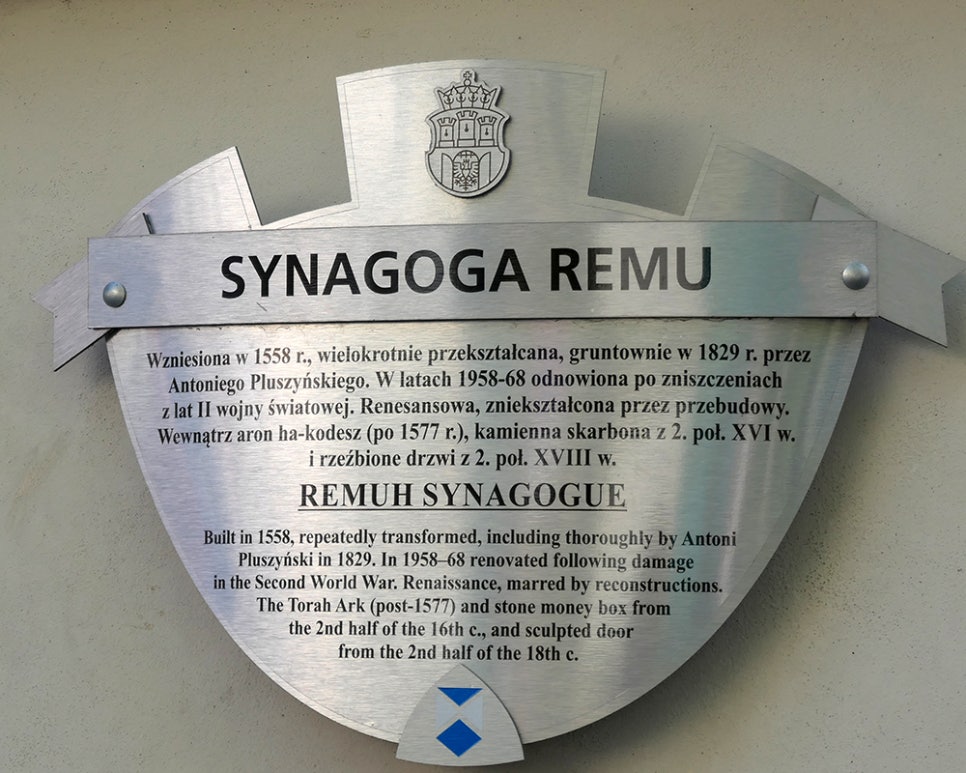 SYNAGOGA REMU
Wzniesiona w 1558 r., wielokrotnie przekształcana, gruntownie w 1829 r. przez
Antoniego Pluszyńskiego. W latach 1958-68 odnowiona po zniszczeniach
z lat II wojny światowej. Renesansowa, zniekształcona przez przebudowy.
Wewnątrz aron ha-kodesz (po 1577 r.), kamienna skarbona z 2. poł. XVI w.
i rzeźbione drzwi z 2. poł. XVIII w.
REMUH SYNAGOGUE
Built in 1558, repeatedly transformed, including thoroughly by Antoni
Pluszyński in 1829. In 1958–68 renovated following damage
in the Second World War. Renaissance, marred by reconstructions.
The Torah Ark (post-1577) and stone money box from
the 2nd half of the 16th c., and sculpted door
from the 2nd half of the 18th c.